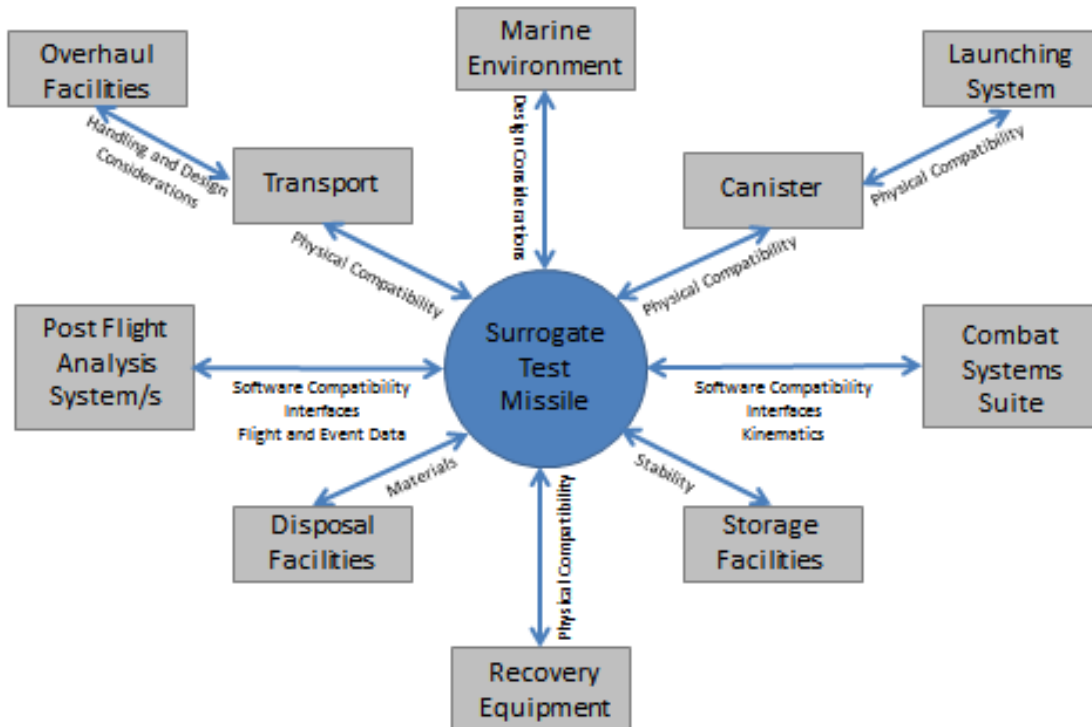 Marine
Environment
Overhaul
Facilities
Launching
System
Handling and Design
Considerations
Design Considerations
Physical Compatibility
Transport
Canister
Physical Compatibility
Physical Compatibility
Post Flight
Analysis
System/s
Surrogate
Test
Missile
Combat
Systems
Suite
Software Compatibility
Interfaces
Flight and Event Data
Software Compatibility
Interfaces
Kinematics
Materials
Stability
Disposal
Facilities
Physical Compatibility
Storage
Facilities
Recovery
Equipment